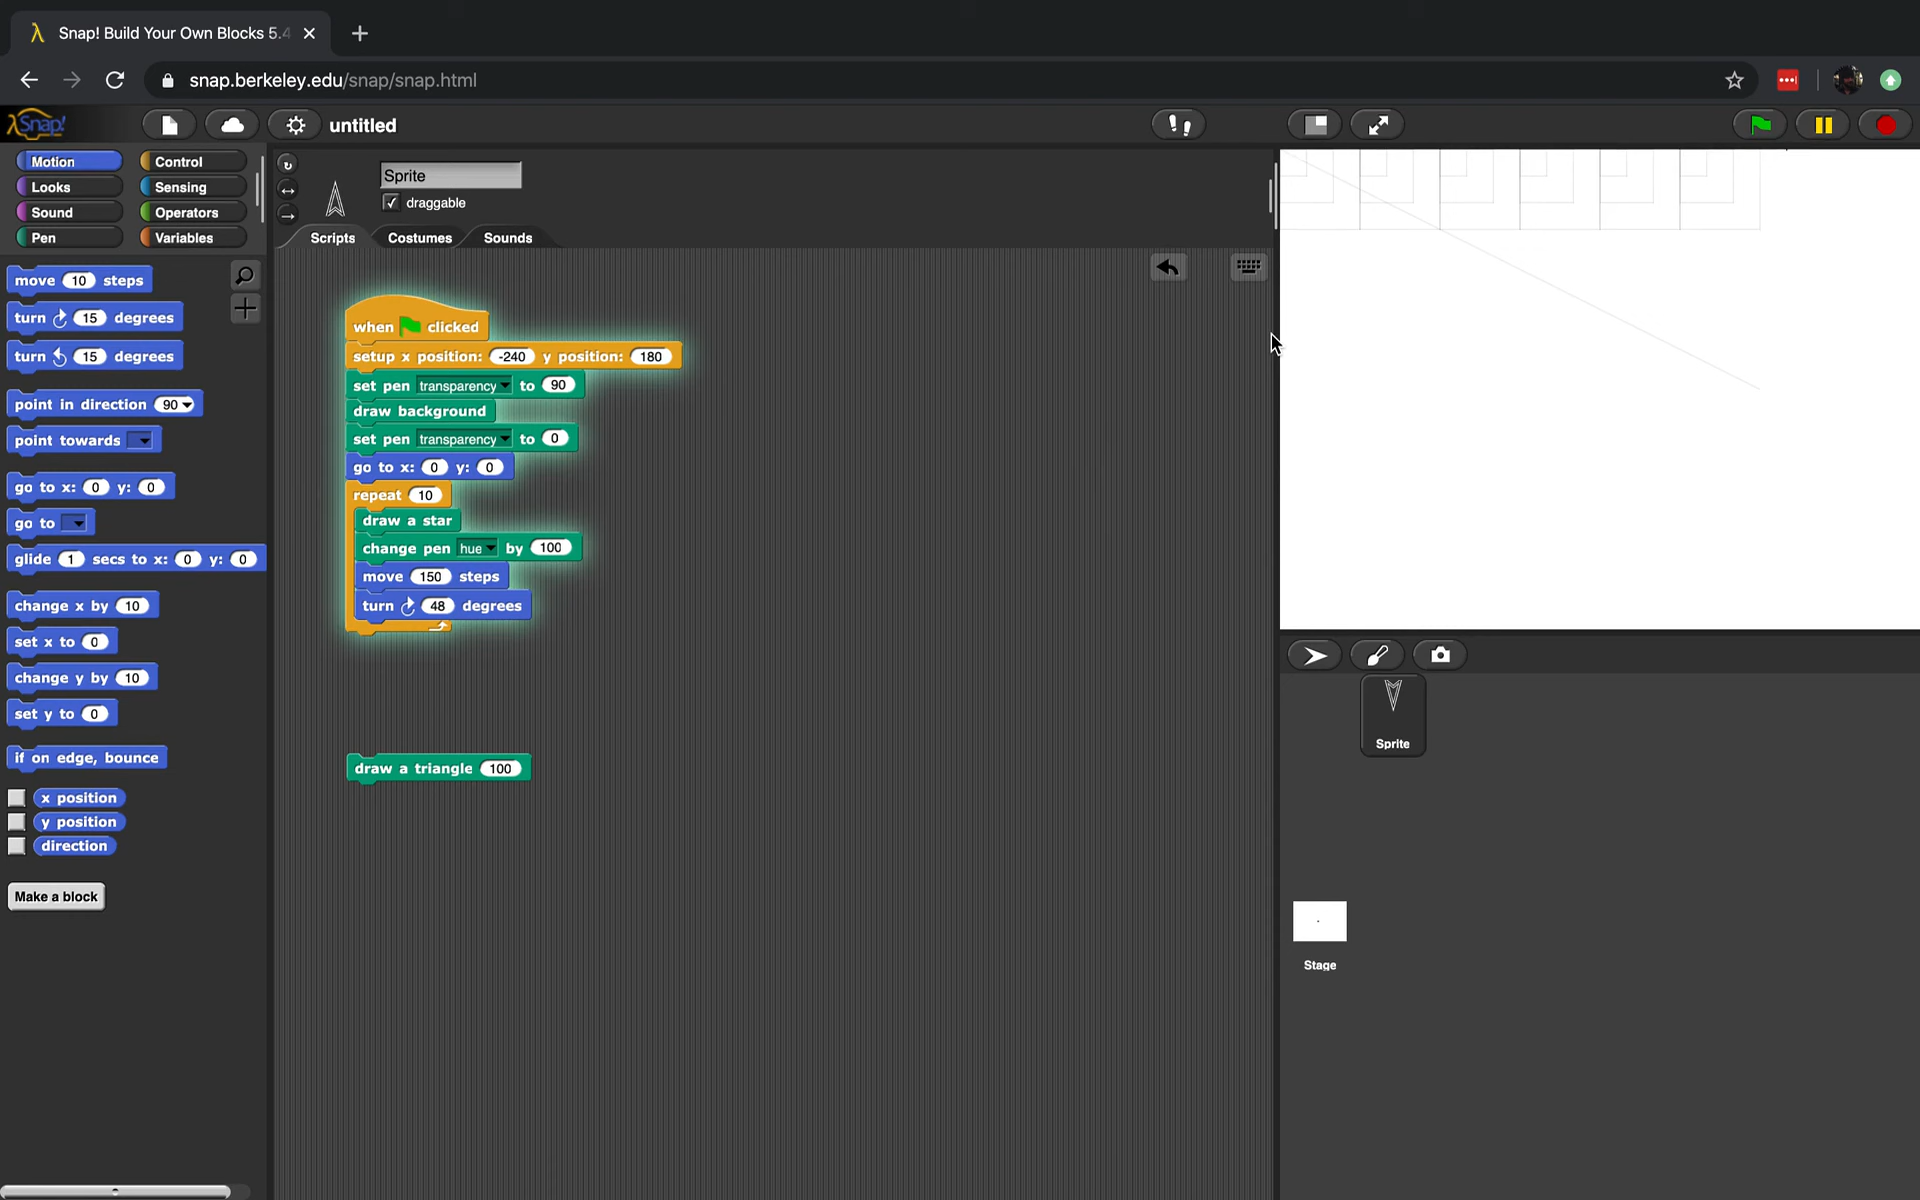 Snap! Build Your Own Blocks 5.4
snap.berkeley.edu/snap/snap.html
Snap!
untitled
Motion Control
Looks Sensing
Sound Operators
Pen Variables
Sprite
draggable
Scripts Costumes Sounds
move 10 steps
turn 15 degrees
turn 15 degrees
point in direction 90
point towards
go to x: 0 y: 0
go to
glide 1 secs to x: 0 y: 0
change x by 10
set x to 0
change y by 10
set y to 0
if on edge, bounce
x position
y position
direction
Make a block
when clicked
setup x position: -240 y position: 180
set pen transparency to 90
draw background
set pen transparency to 0
go to x: 0 y: 0
repeat 10
draw a star
change pen hue by 100
move 150 steps
turn 48 degrees
draw a triangle 100
Sprite
Stage